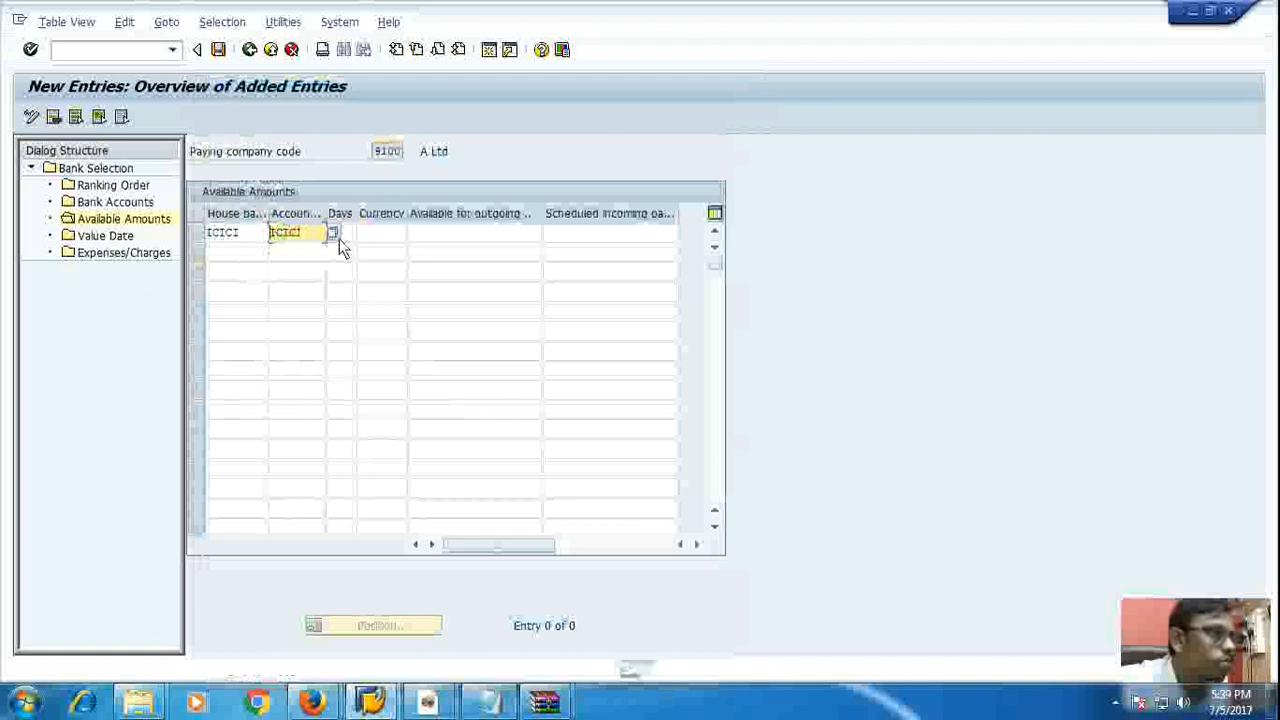 Table View Edit Goto Selection Utilities System Help
New Entries: Overview of Added Entries
Dialog Structure
Bank Selection
Ranking Order
Bank Accounts
Available Amounts
Value Date
Expenses/Charges
Paying company code 9100 A Ltd
Available Amounts
House ba... Accoun... Days Currency Available for outgoing .. Scheduled incoming pa...
ICICI ICICI
Position...
Entry 0 of 0
5:39 PM
7/5/2017